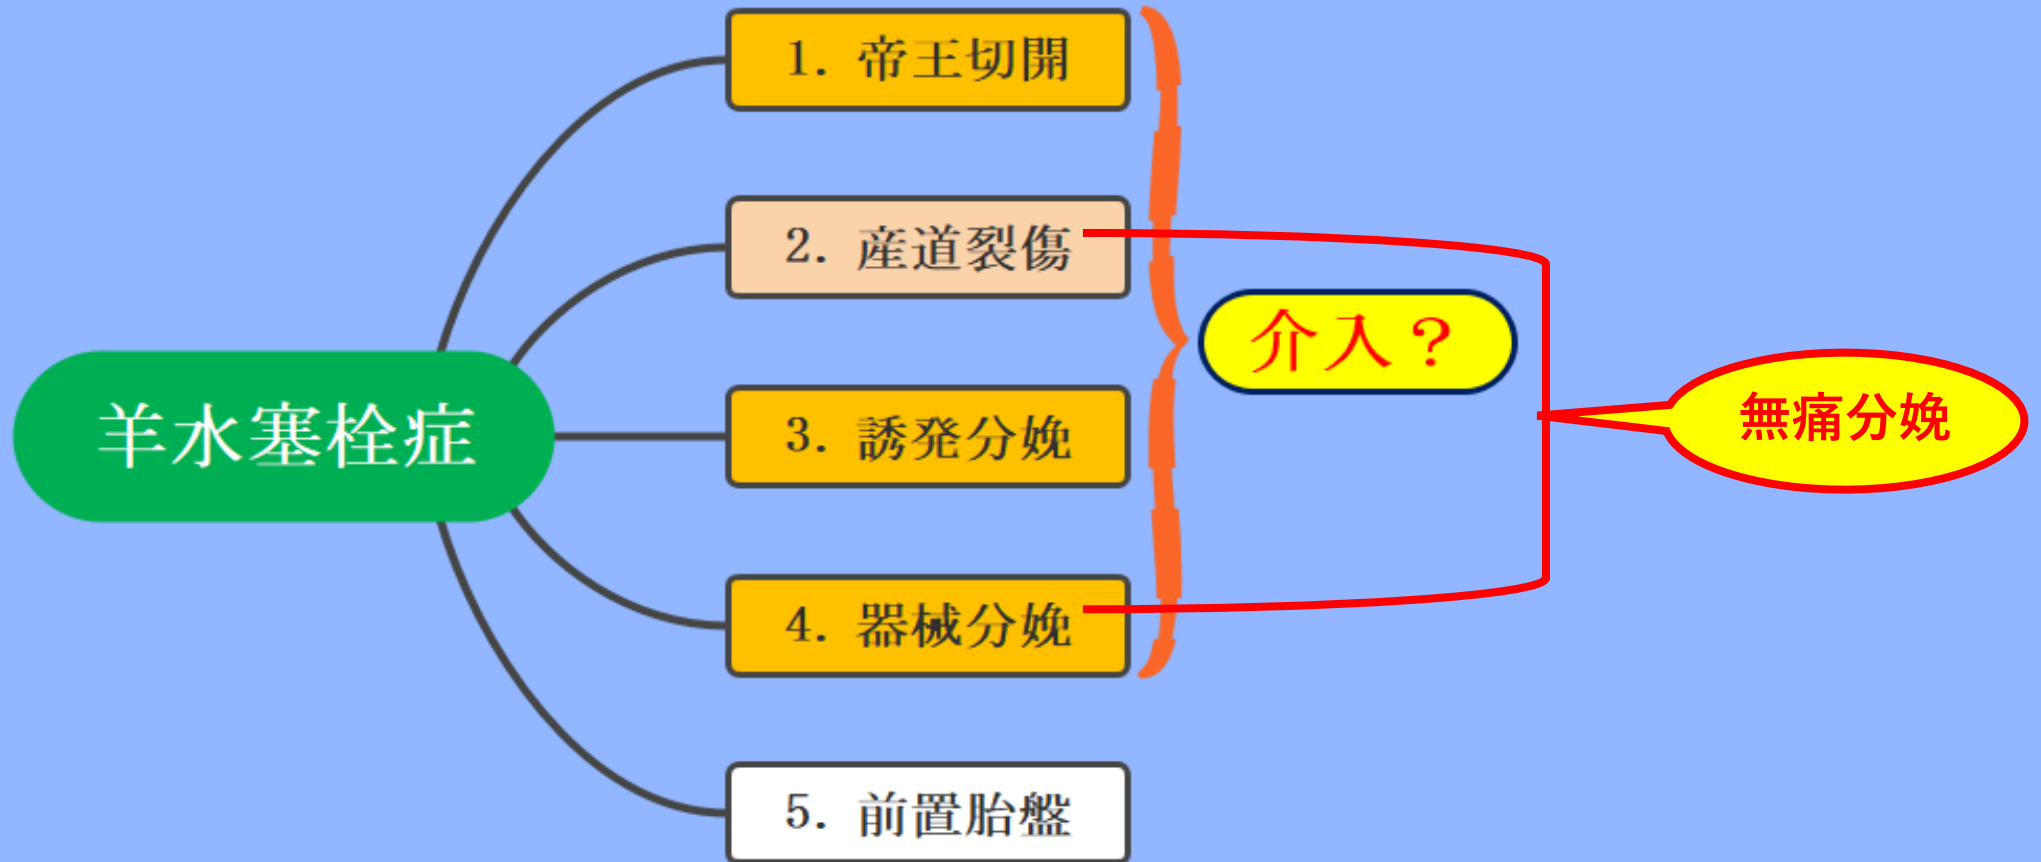 1. 帝王切開
2. 産道裂傷
介入？
羊水塞栓症
3. 誘発分娩
無痛分娩
4. 器械分娩
5. 前置胎盤